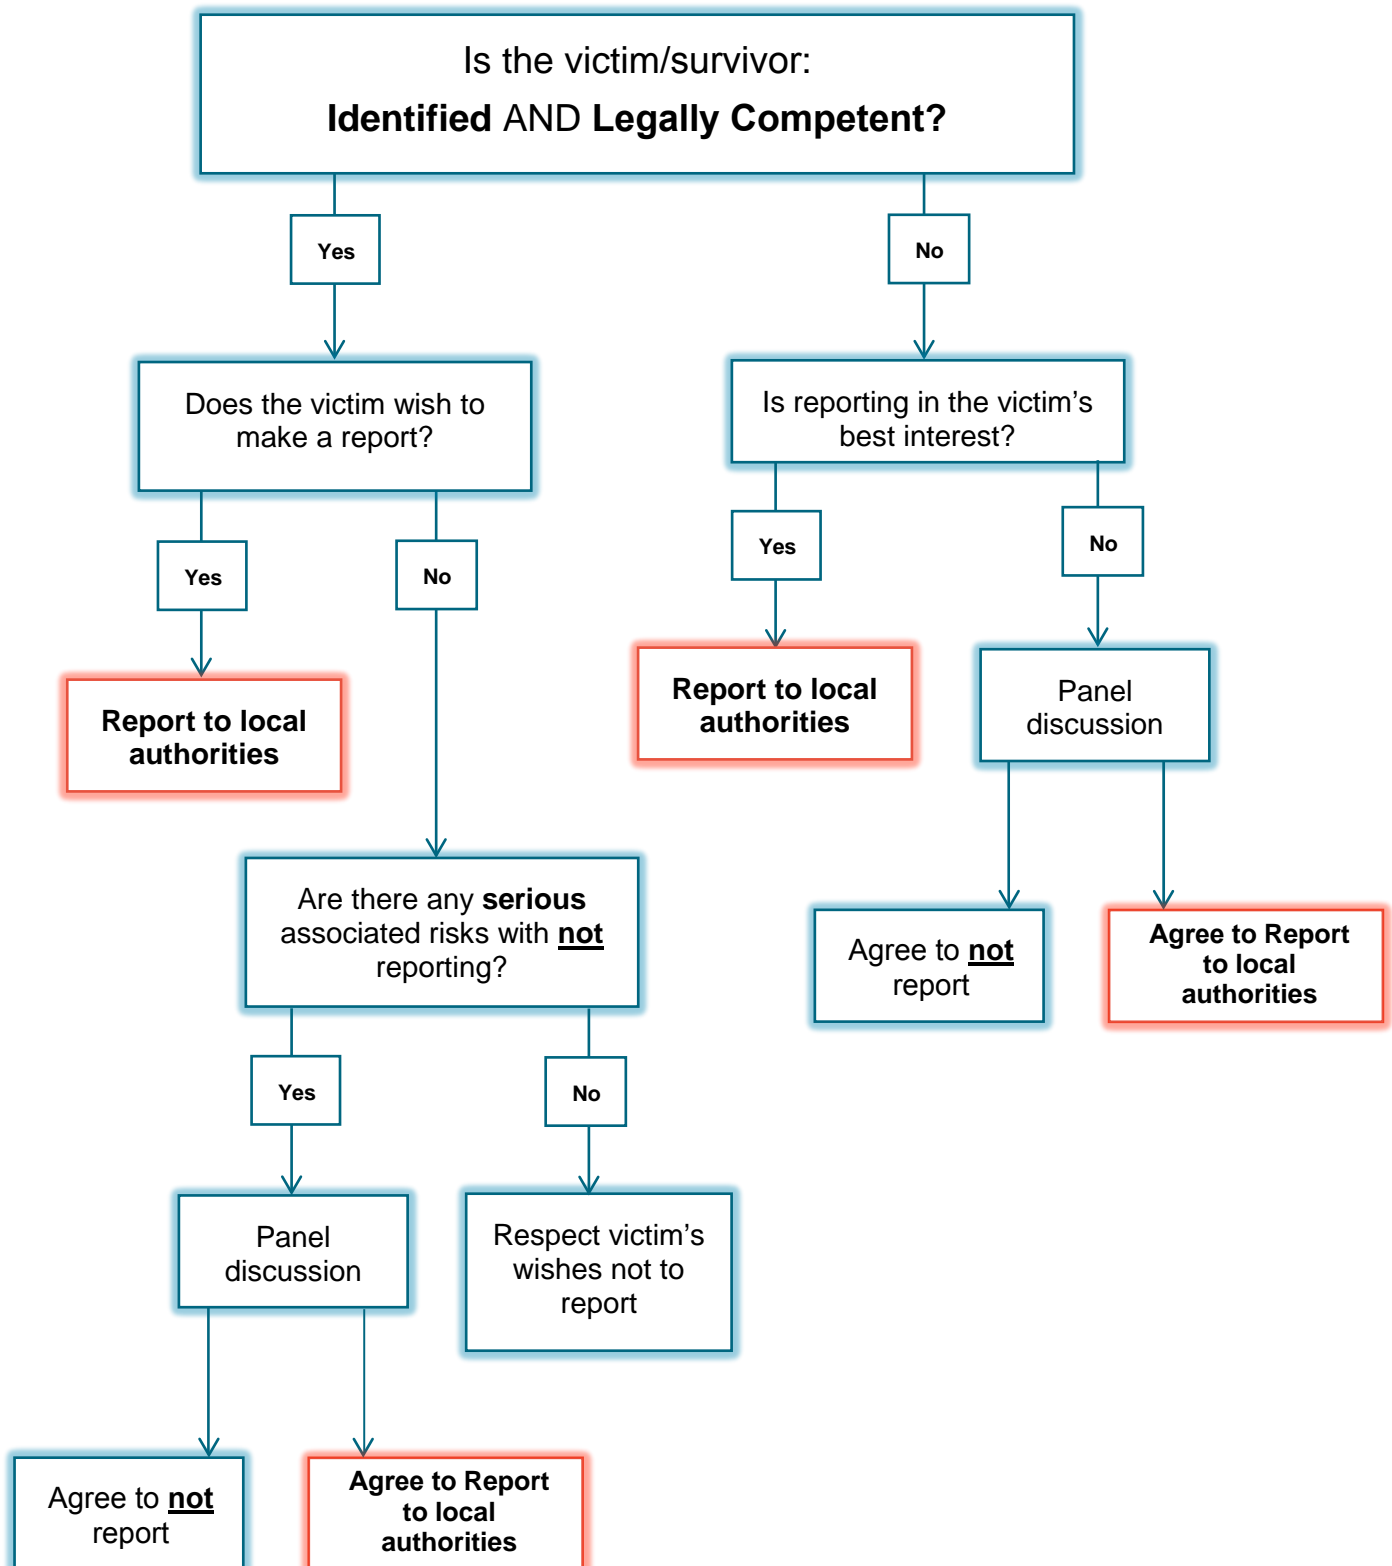 Is the victim/survivor:
Identified AND Legally Competent?
Yes
No
Does the victim wish to
make a report?
Is reporting in the victim’s
best interest?
Yes
No
Yes
No
Report to local
authorities
Report to local
authorities
Panel
discussion
Are there any serious
associated risks with not
reporting?
Agree to not
report
Agree to Report
to local
authorities
Yes
No
Panel
discussion
Respect victim’s
wishes not to
report
Agree to not
report
Agree to Report
to local
authorities